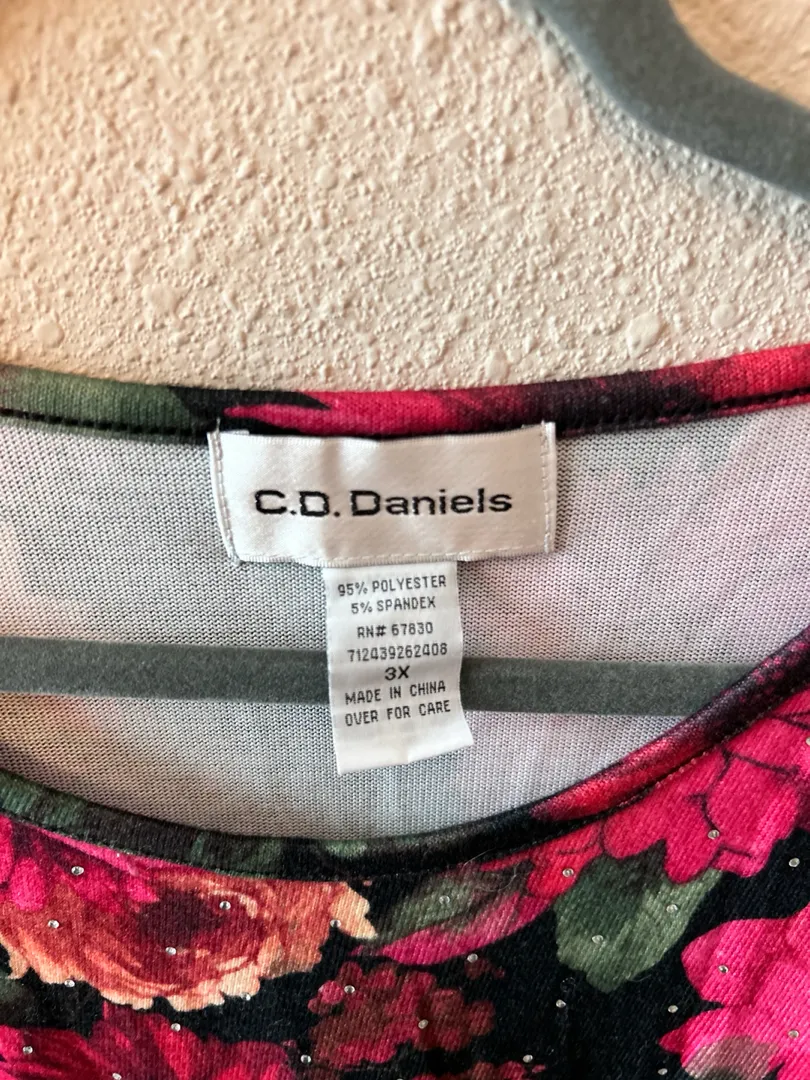 C.D. Daniels
95% POLYESTER
5% SPANDEX
RN# 67830
712439262408
3X
MADE IN CHINA
OVER FOR CARE